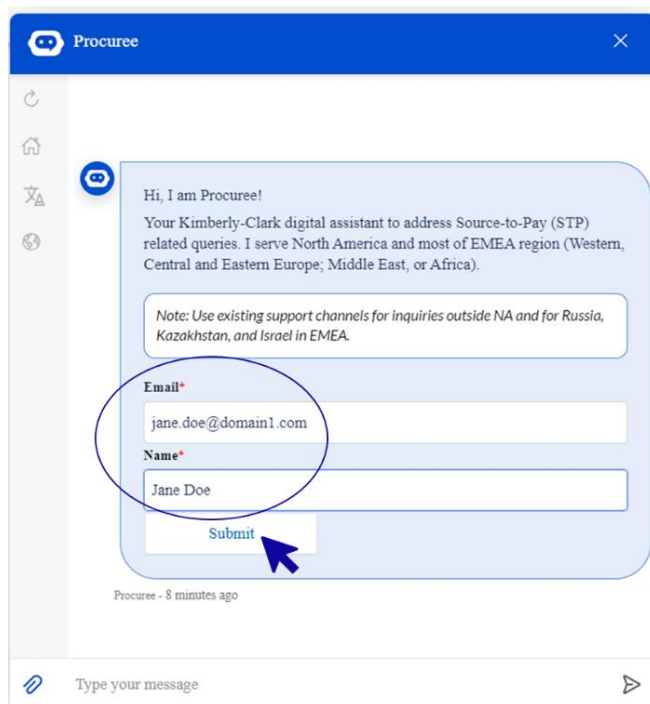 Procuree
Hi, I am Procuree!
Your Kimberly-Clark digital assistant to address Source-to-Pay (STP)
related queries. I serve North America and most of EMEA region (Western,
Central and Eastern Europe; Middle East, or Africa).
Note: Use existing support channels for inquiries outside NA and for Russia,
Kazakhstan, and Israel in EMEA.
Email*
jane.doe@domain1.com
Name*
Jane Doe
Submit
Procuree - 8 minutes ago
Type your message